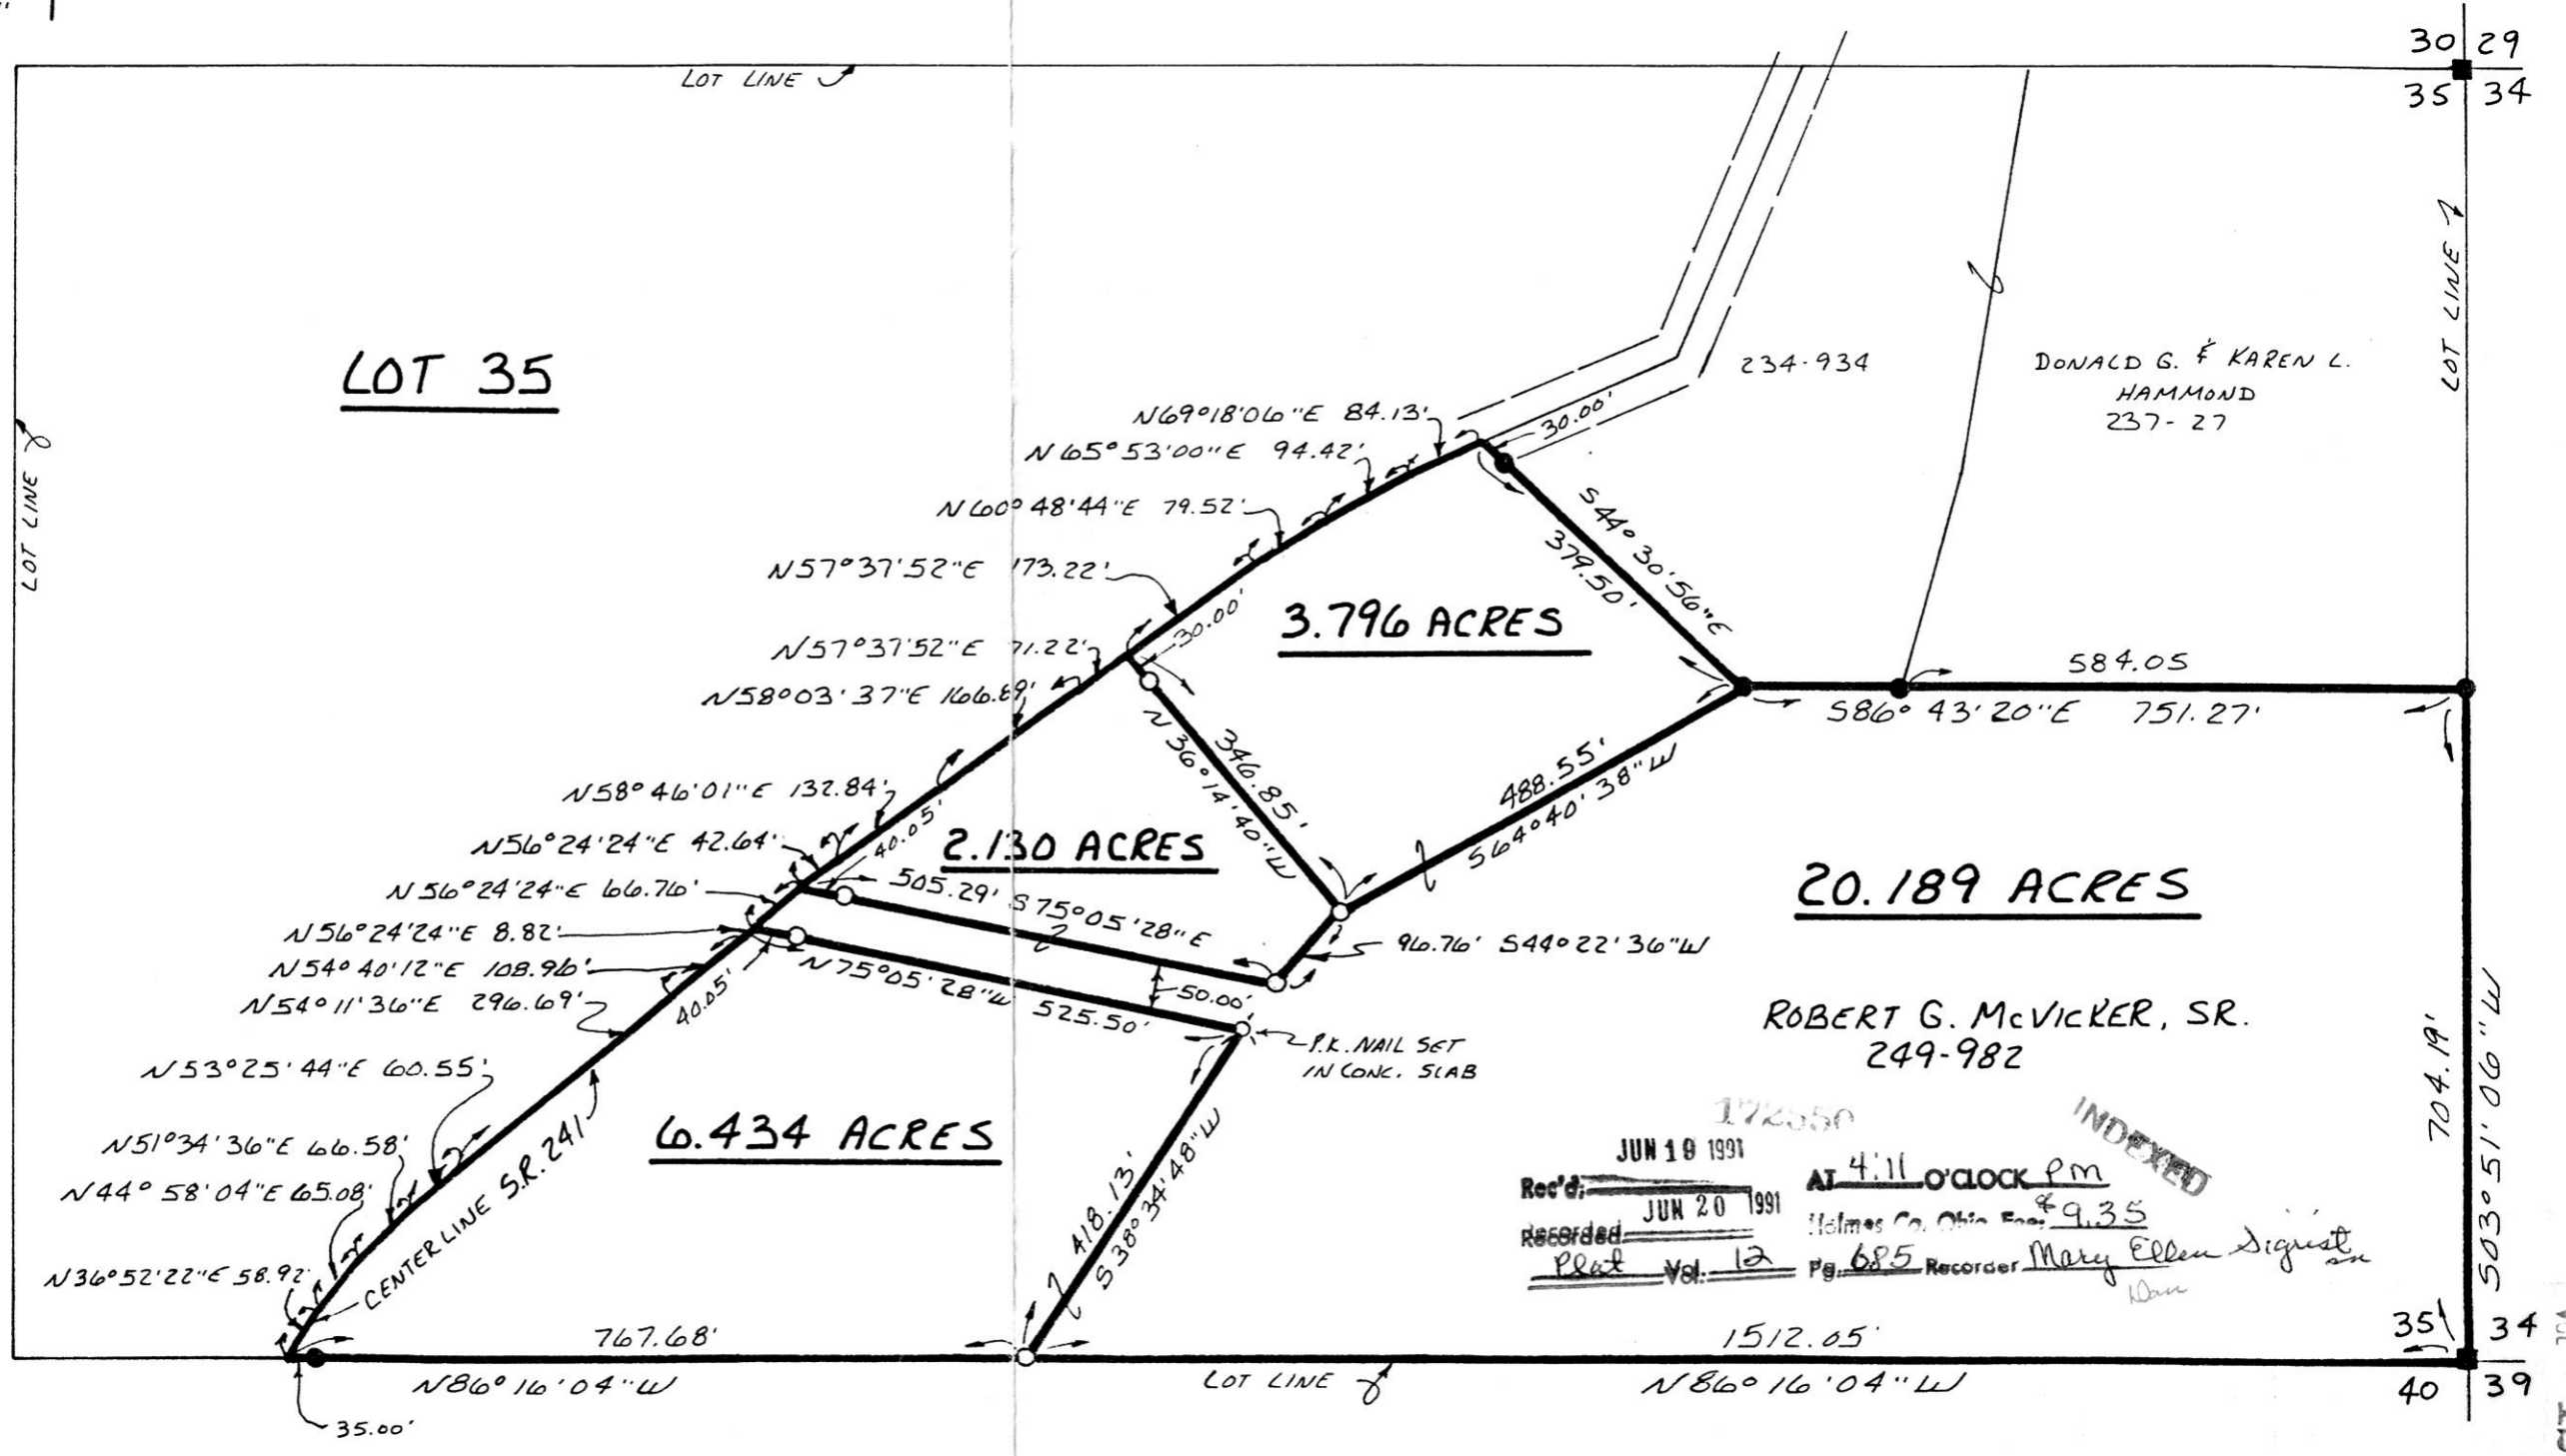 30 29
LOT LINE
35 34
LOT LINE
LOT 35
234-934
DONALD G. & KAREN L.
HAMMOND
237-27
LOT LINE
N69°18'06"E 84.13'
30.00'
N65°53'00"E 94.42'
N60°48'44"E 79.52'
S44°30'56"E
379.50'
N57°37'52"E 173.22'
30.00'
3.796 ACRES
N57°37'52"E 71.22'
N58°03'37"E 166.89'
584.05
S86°43'20"E 751.27'
346.85'
N36°14'40"W
488.55'
S64°40'38"W
N58°46'01"E 132.84'
40.05'
N56°24'24"E 42.64'
2.130 ACRES
N56°24'24"E 66.76'
505.29' S75°05'28"E
20.189 ACRES
N56°24'24"E 8.82'
96.76' S44°22'36"W
N54°40'12"E 108.96'
N75°05'28"W 525.50'
50.00'
N54°11'36"E 296.69'
40.05'
ROBERT G. McVICKER, SR.
249-982
P.K. NAIL SET
IN CONC. SLAB
N53°25'44"E 60.55'
704.19'
S03°51'06"W
CENTERLINE S.R. 241
6.434 ACRES
N51°34'36"E 66.58'
N44°58'04"E 65.08'
N36°52'22"E 58.92'
418.13'
S38°34'48"W
172550
INDEXED
JUN 19 1991
Rec'd: AT 4:11 O'CLOCK PM
JUN 20 1991
Recorded Holmes Co. Ohio Fee: $9.35
Plat Vol. 12 Pg. 685 Recorder Mary Ellen Sigrist
767.68'
1512.05'
35 34
N86°16'04"W
LOT LINE
N86°16'04"W
40 39
35.00'